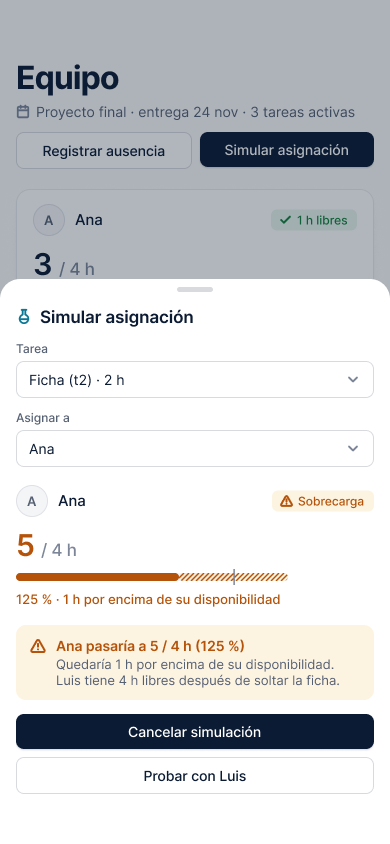 Equipo
Proyecto final · entrega 24 nov · 3 tareas activas
Registrar ausencia
Simular asignación
A
Ana
1 h libres
3 / 4 h
Simular asignación
Tarea
Ficha (t2) · 2 h
Asignar a
Ana
A
Ana
Sobrecarga
5 / 4 h
125 % · 1 h por encima de su disponibilidad
Ana pasaría a 5 / 4 h (125 %)
Quedaría 1 h por encima de su disponibilidad.
Luis tiene 4 h libres después de soltar la ficha.
Cancelar simulación
Probar con Luis